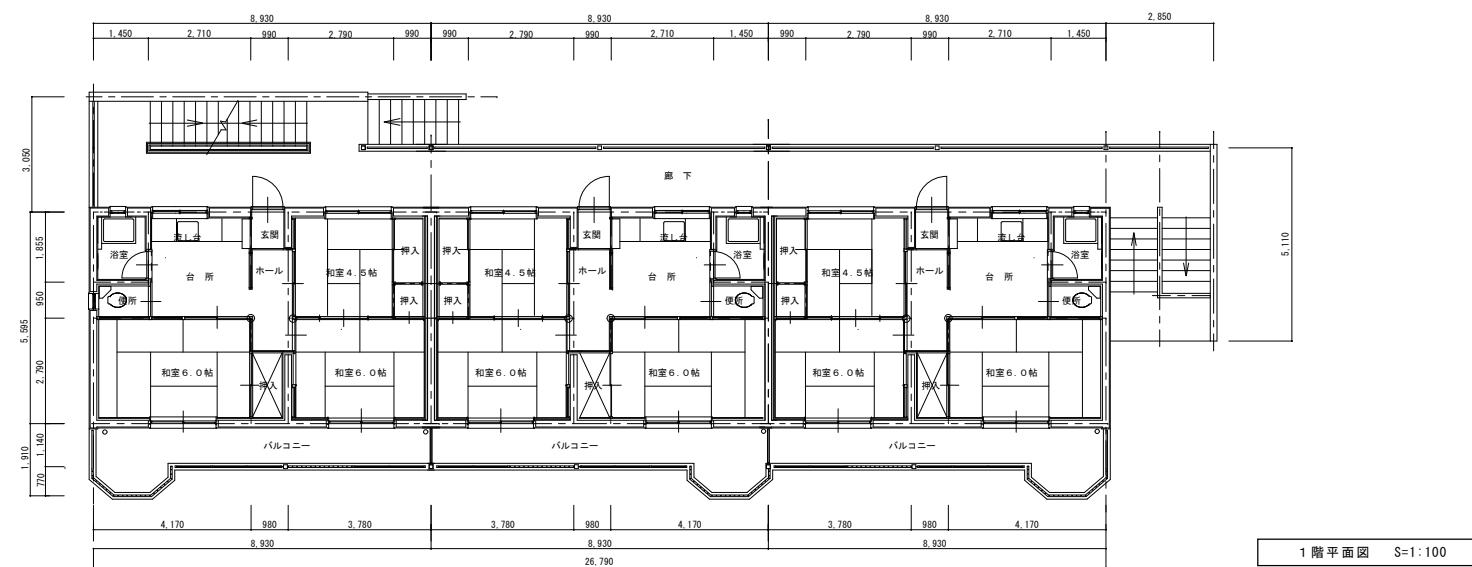 8,930 8,930 8,930 2,850
1,450 2,710 990 2,790 990 990 2,790 990 2,710 1,450 990 2,790 990 2,710 1,450
3,050
廊 下
5,110
玄関 玄関 玄関
流し台 流し台 流し台
1,855
押入 押入 押入
浴室 浴室 浴室
ホール ホール ホール
台 所 台 所 台 所
和室4.5帖 和室4.5帖 和室4.5帖
950
便所 押入 押入 便所 押入 便所
5,595
2,790
和室6.0帖 押入 和室6.0帖 和室6.0帖 押入 和室6.0帖 和室6.0帖 押入 和室6.0帖
バルコニー バルコニー バルコニー
1,910
1,140
770
4,170 980 3,780 3,780 980 4,170 3,780 980 4,170
8,930 8,930 8,930
26,790
1階平面図 S=1:100